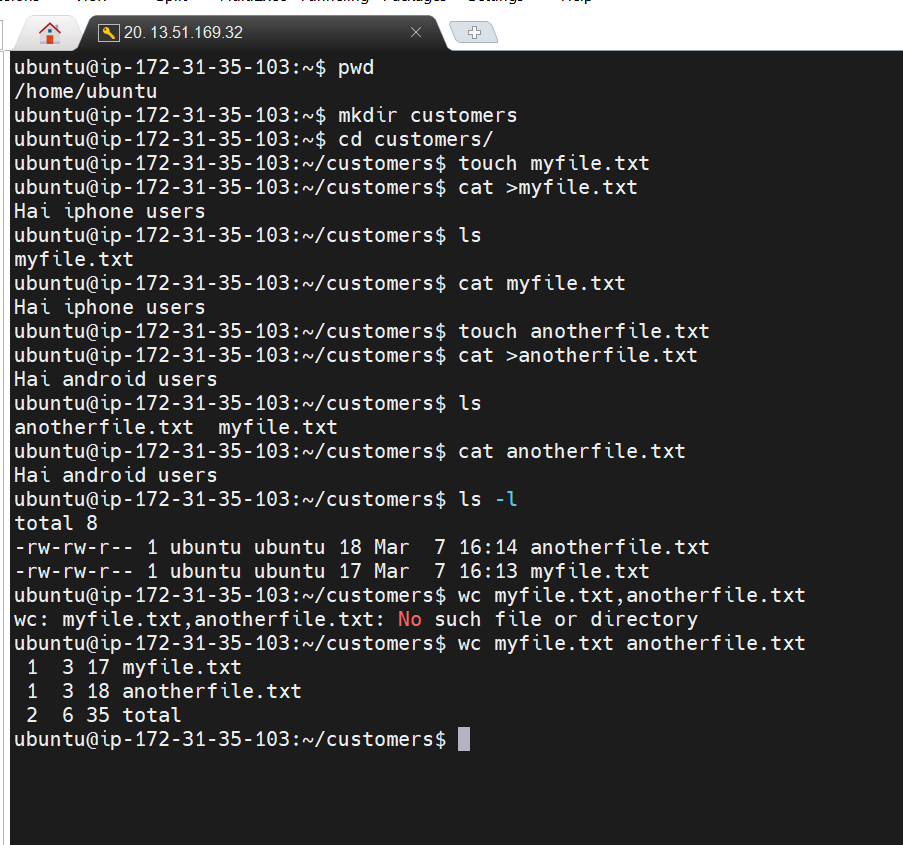 20. 13.51.169.32
ubuntu@ip-172-31-35-103:~$ pwd
/home/ubuntu
ubuntu@ip-172-31-35-103:~$ mkdir customers
ubuntu@ip-172-31-35-103:~$ cd customers/
ubuntu@ip-172-31-35-103:~/customers$ touch myfile.txt
ubuntu@ip-172-31-35-103:~/customers$ cat >myfile.txt
Hai iphone users
ubuntu@ip-172-31-35-103:~/customers$ ls
myfile.txt
ubuntu@ip-172-31-35-103:~/customers$ cat myfile.txt
Hai iphone users
ubuntu@ip-172-31-35-103:~/customers$ touch anotherfile.txt
ubuntu@ip-172-31-35-103:~/customers$ cat >anotherfile.txt
Hai android users
ubuntu@ip-172-31-35-103:~/customers$ ls
anotherfile.txt  myfile.txt
ubuntu@ip-172-31-35-103:~/customers$ cat anotherfile.txt
Hai android users
ubuntu@ip-172-31-35-103:~/customers$ ls -l
total 8
-rw-rw-r-- 1 ubuntu ubuntu 18 Mar  7 16:14 anotherfile.txt
-rw-rw-r-- 1 ubuntu ubuntu 17 Mar  7 16:13 myfile.txt
ubuntu@ip-172-31-35-103:~/customers$ wc myfile.txt,anotherfile.txt
wc: myfile.txt,anotherfile.txt: No such file or directory
ubuntu@ip-172-31-35-103:~/customers$ wc myfile.txt anotherfile.txt
 1  3 17 myfile.txt
 1  3 18 anotherfile.txt
 2  6 35 total
ubuntu@ip-172-31-35-103:~/customers$